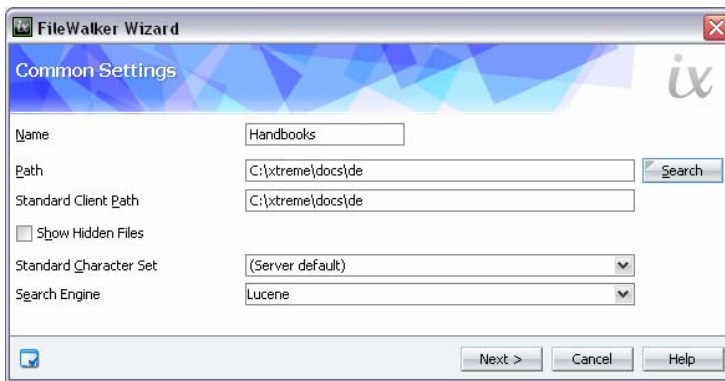 ix FileWalker Wizard
Common Settings
ix
Name Handbooks
Path C:\xtreme\docs\de Search
Standard Client Path C:\xtreme\docs\de
Show Hidden Files
Standard Character Set (Server default)
Search Engine Lucene
Next > Cancel Help